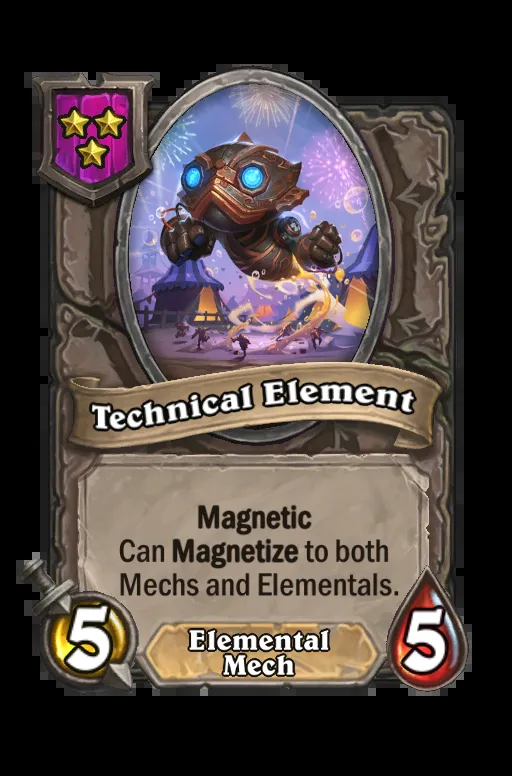 Technical Element
Magnetic
Can Magnetize to both
Mechs and Elementals.
5
Elemental
Mech
5